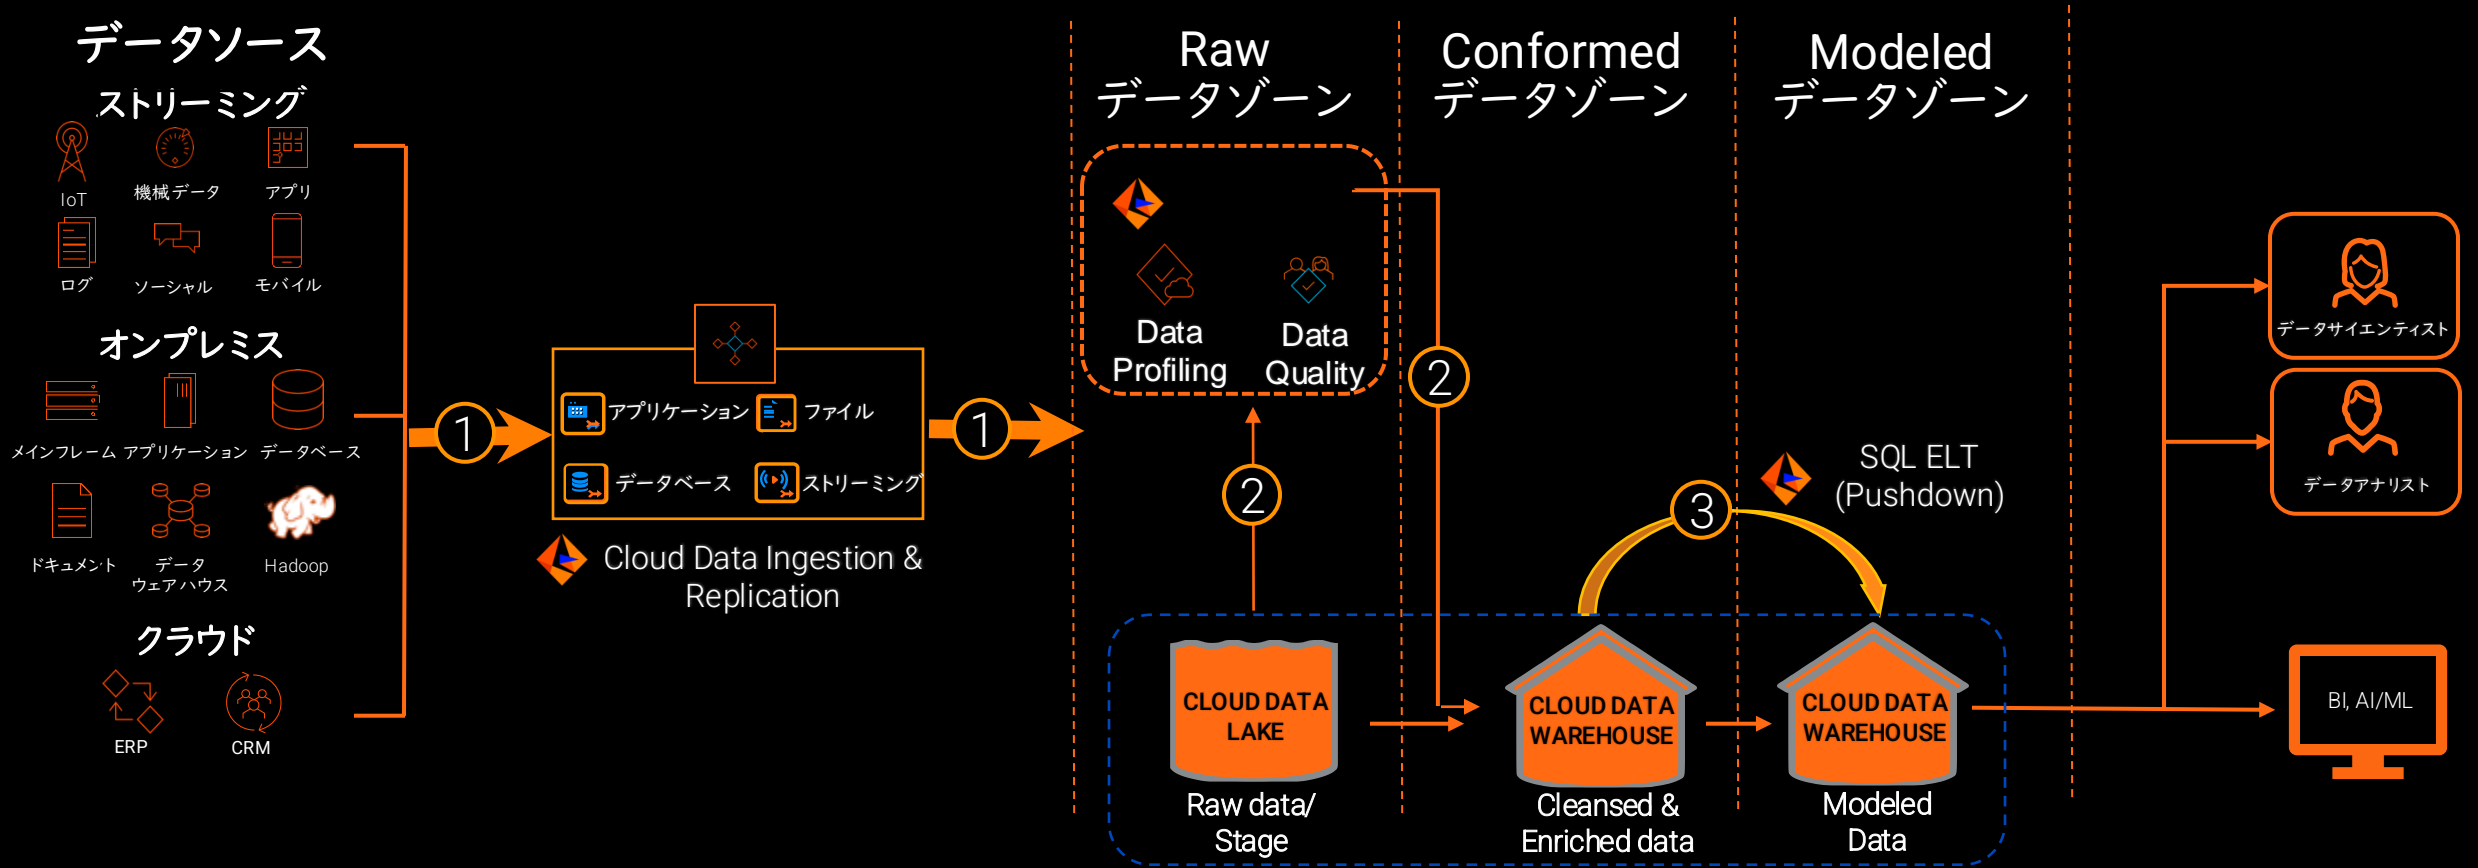 データソース
ストリーミング
IoT
機械データ
アプリ
ログ
ソーシャル
モバイル
オンプレミス
メインフレーム
アプリケーション
データベース
ドキュメント
データ
ウェアハウス
Hadoop
クラウド
ERP
CRM
1
アプリケーション
ファイル
データベース
ストリーミング
Cloud Data Ingestion &
Replication
1
Raw
データゾーン
Data
Profiling
Data
Quality
2
CLOUD DATA
LAKE
Raw data/
Stage
Conformed
データゾーン
2
3
CLOUD DATA
WAREHOUSE
Cleansed &
Enriched data
Modeled
データゾーン
SQL ELT
(Pushdown)
CLOUD DATA
WAREHOUSE
Modeled
Data
データサイエンティスト
データアナリスト
BI, AI/ML